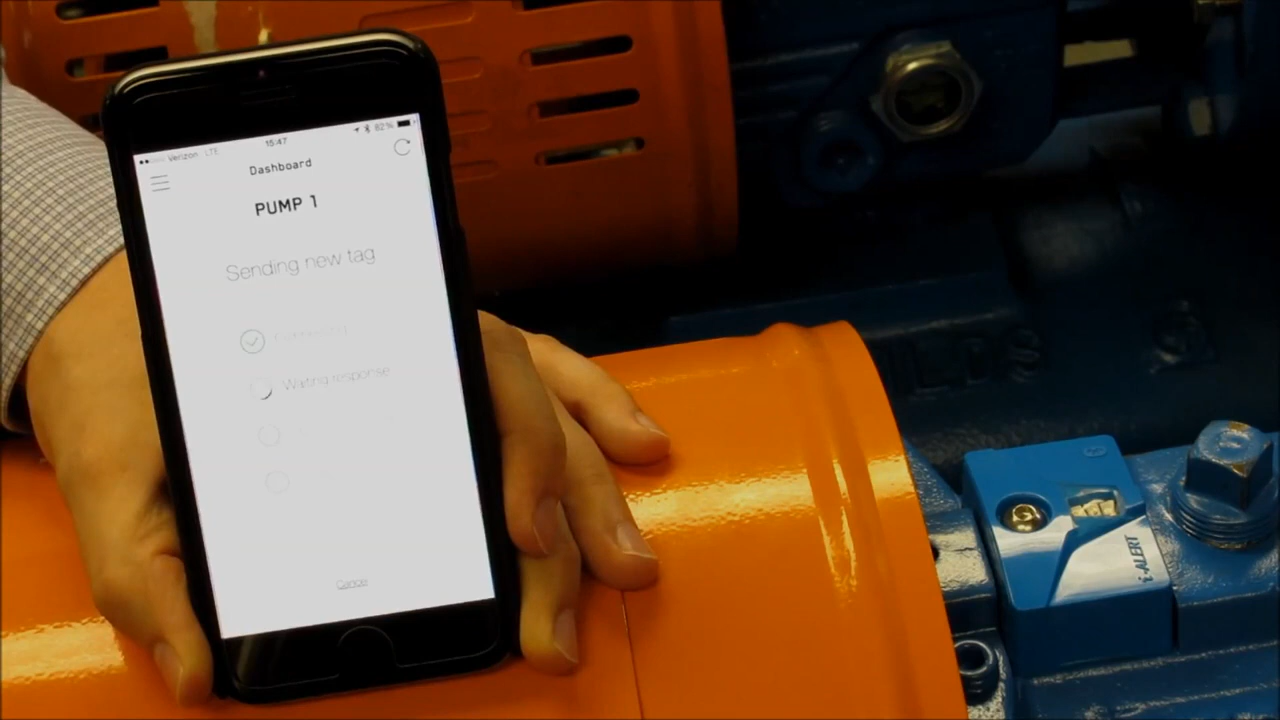 Verizon LTE
15:47
82%
Dashboard
PUMP 1
Sending new tag
Waiting response
Cancel
i-ALERT